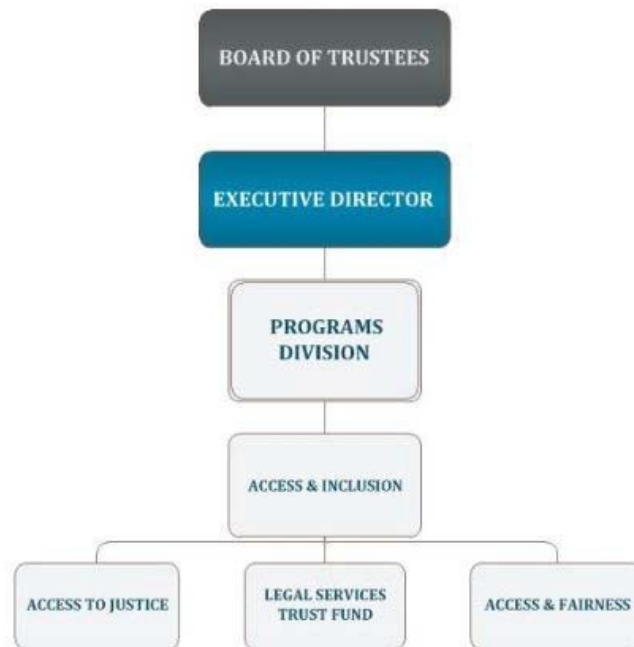 BOARD OF TRUSTEES
EXECUTIVE DIRECTOR
PROGRAMS
DIVISION
ACCESS & INCLUSION
ACCESS TO JUSTICE
LEGAL SERVICES
TRUST FUND
ACCESS & FAIRNESS